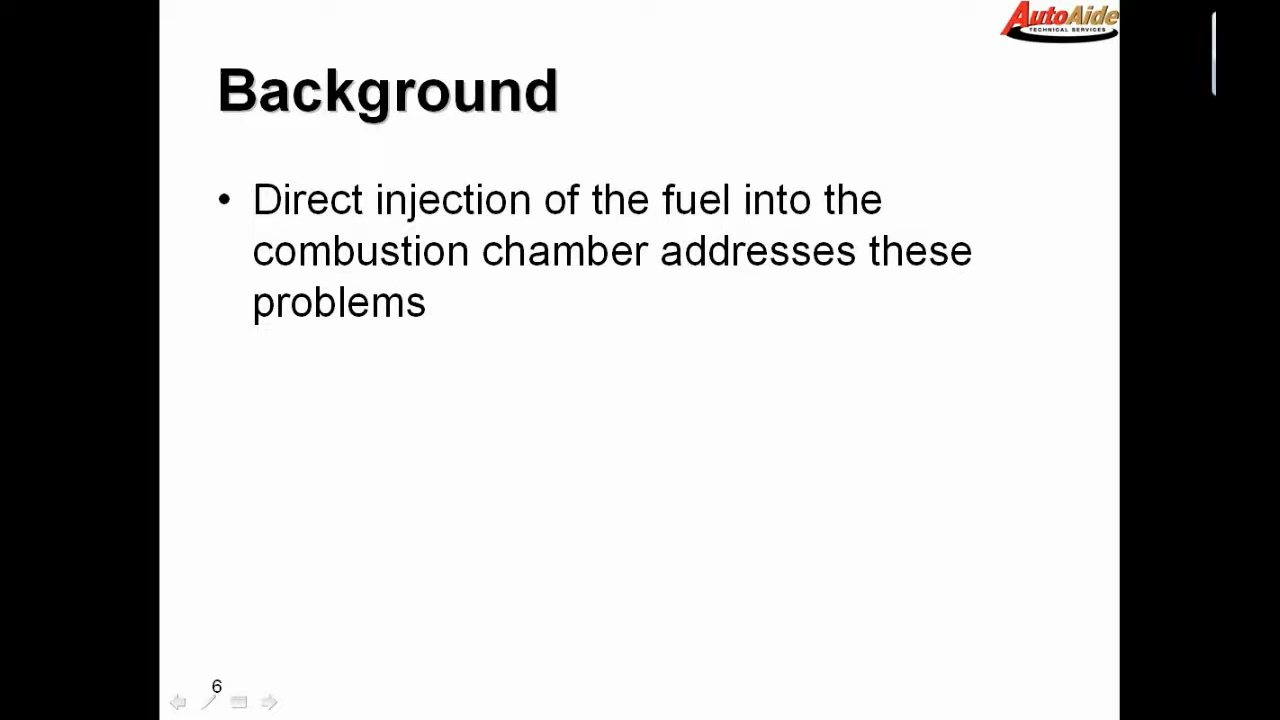 AutoAide
TECHNICAL SERVICES
Background
• Direct injection of the fuel into the
combustion chamber addresses these
problems
6